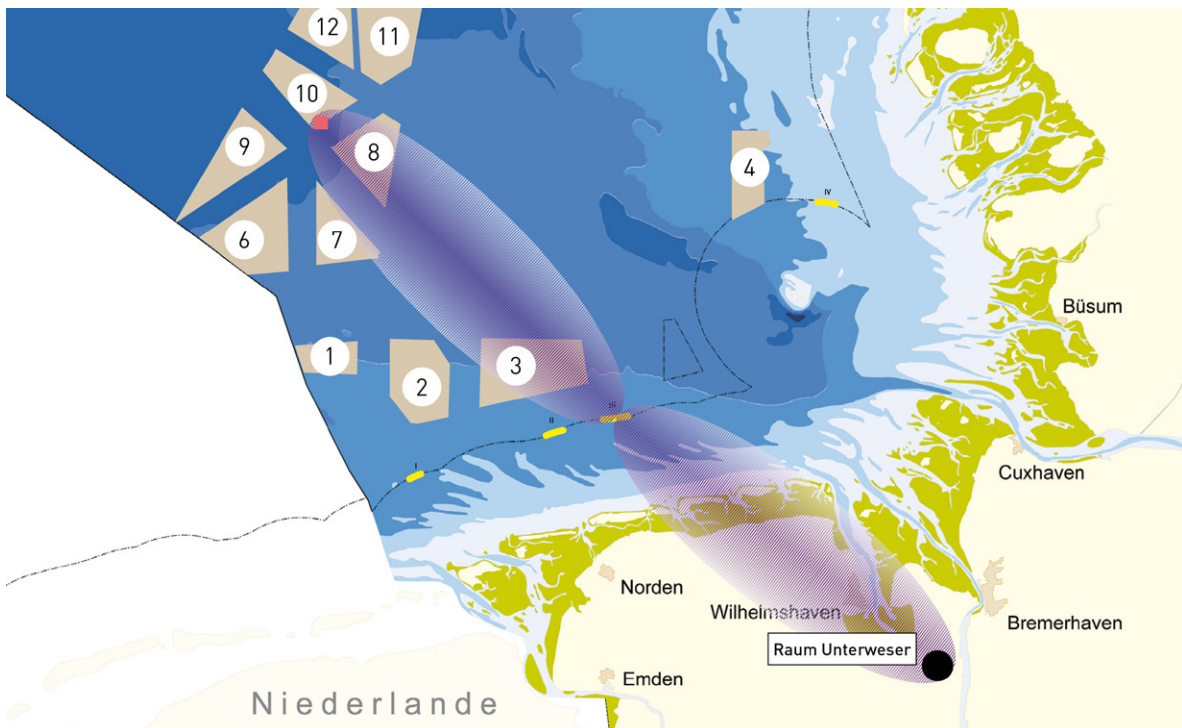 12
11
10
9
8
4
IV
6
7
Büsum
1
2
3
III
II
I
Cuxhaven
Norden
Wilhelmshaven
Bremerhaven
Raum Unterweser
Emden
Niederlande